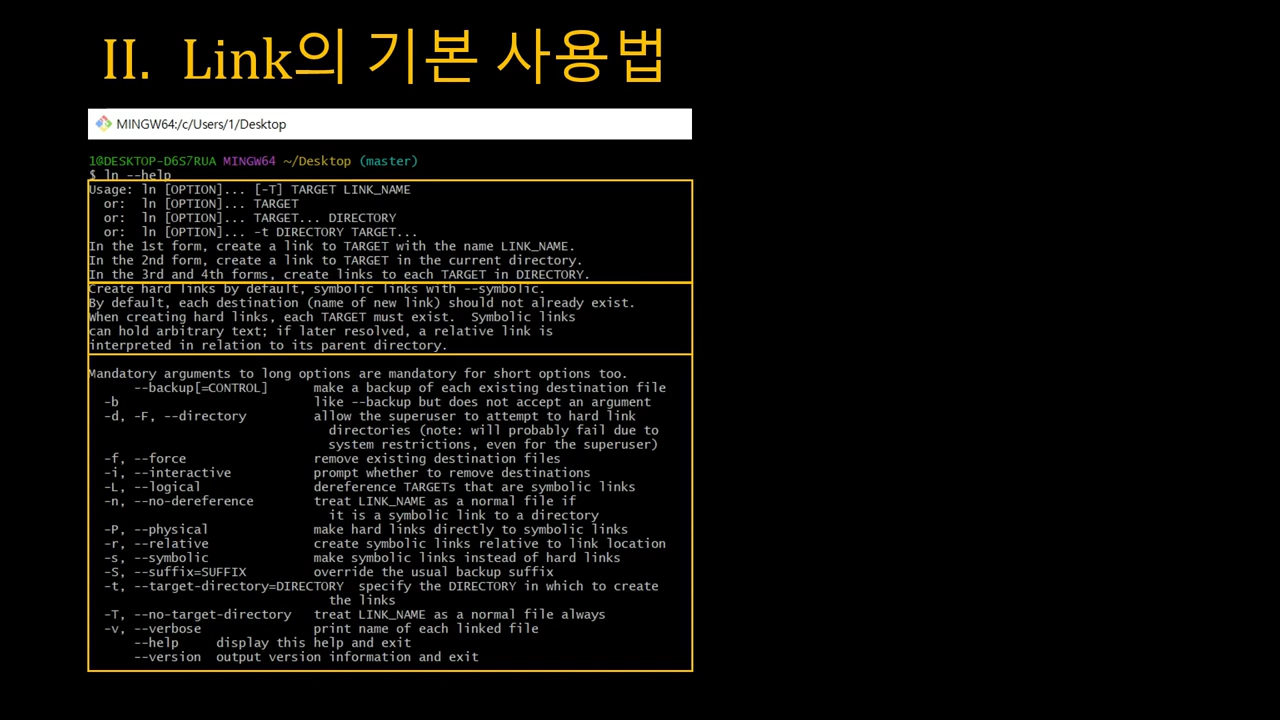 II. Link의 기본 사용법
MINGW64:/c/Users/1/Desktop
1@DESKTOP-D6S7RUA MINGW64 ~/Desktop (master)
$ ln --help
Usage: ln [OPTION]... [-T] TARGET LINK_NAME
or: ln [OPTION]... TARGET
or: ln [OPTION]... TARGET... DIRECTORY
or: ln [OPTION]... -t DIRECTORY TARGET...
In the 1st form, create a link to TARGET with the name LINK_NAME.
In the 2nd form, create a link to TARGET in the current directory.
In the 3rd and 4th forms, create links to each TARGET in DIRECTORY.
Create hard links by default, symbolic links with --symbolic.
By default, each destination (name of new link) should not already exist.
When creating hard links, each TARGET must exist.  Symbolic links
can hold arbitrary text; if later resolved, a relative link is
interpreted in relation to its parent directory.
Mandatory arguments to long options are mandatory for short options too.
--backup[=CONTROL] make a backup of each existing destination file
-b like --backup but does not accept an argument
-d, -F, --directory allow the superuser to attempt to hard link
directories (note: will probably fail due to
system restrictions, even for the superuser)
-f, --force remove existing destination files
-i, --interactive prompt whether to remove destinations
-L, --logical dereference TARGETs that are symbolic links
-n, --no-dereference treat LINK_NAME as a normal file if
it is a symbolic link to a directory
-P, --physical make hard links directly to symbolic links
-r, --relative create symbolic links relative to link location
-s, --symbolic make symbolic links instead of hard links
-S, --suffix=SUFFIX override the usual backup suffix
-t, --target-directory=DIRECTORY specify the DIRECTORY in which to create
the links
-T, --no-target-directory treat LINK_NAME as a normal file always
-v, --verbose print name of each linked file
--help display this help and exit
--version output version information and exit